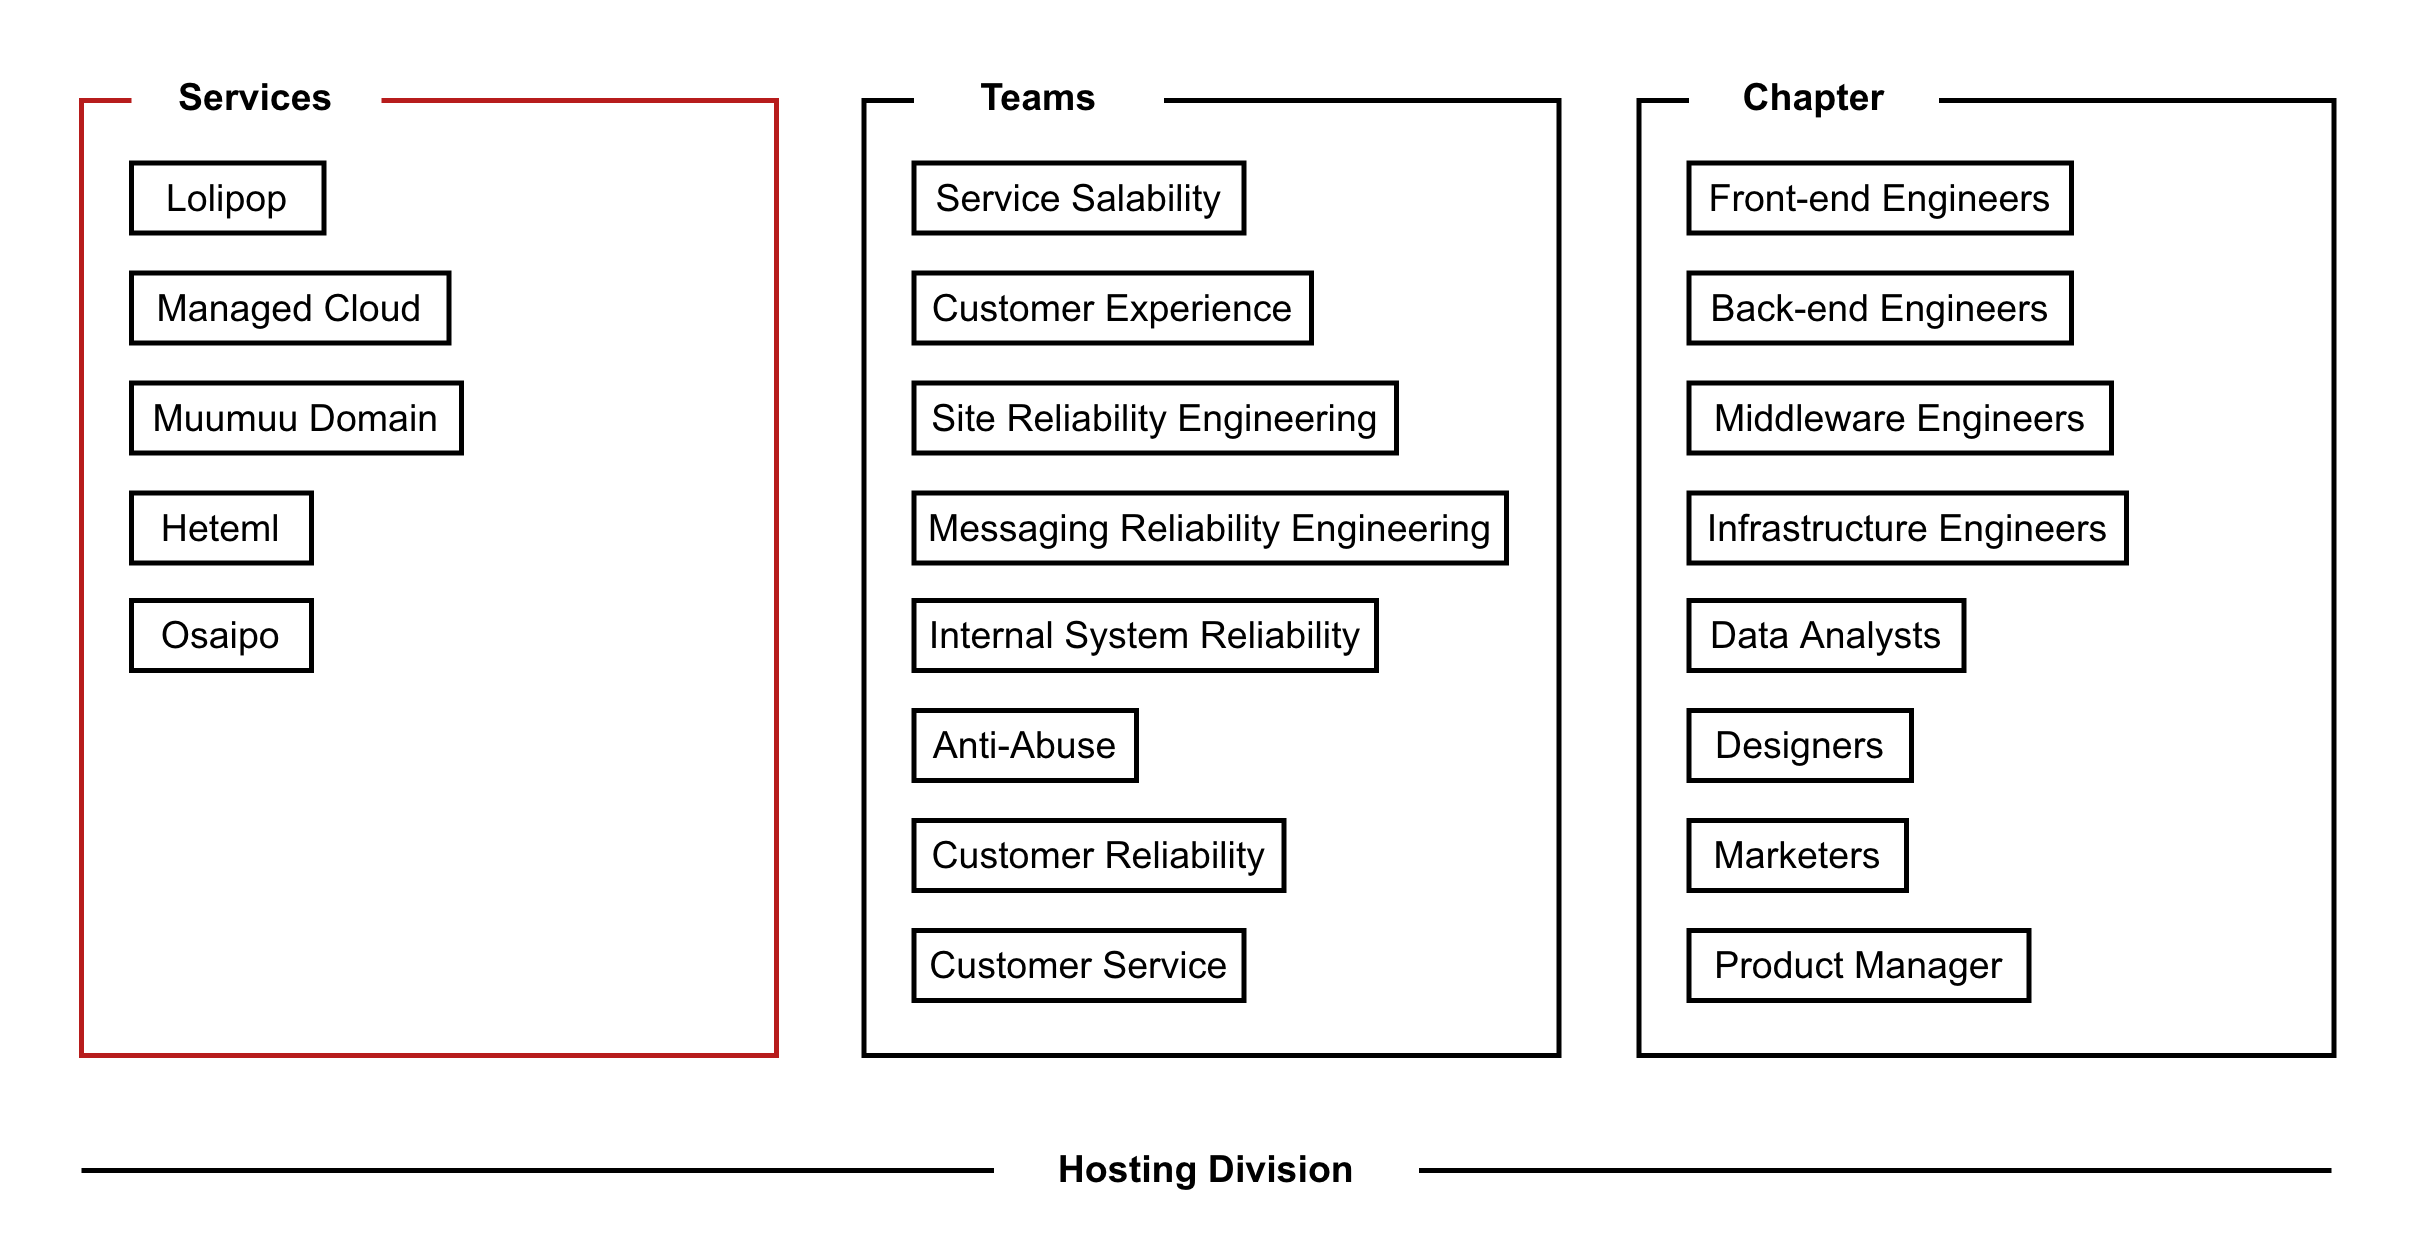 Services
Lolipop
Managed Cloud
Muumuu Domain
Heteml
Osaipo
Teams
Service Salability
Customer Experience
Site Reliability Engineering
Messaging Reliability Engineering
Internal System Reliability
Anti-Abuse
Customer Reliability
Customer Service
Chapter
Front-end Engineers
Back-end Engineers
Middleware Engineers
Infrastructure Engineers
Data Analysts
Designers
Marketers
Product Manager
Hosting Division